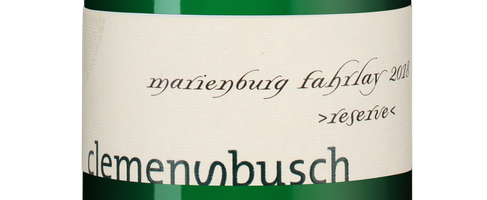 marienburg fahrlay 2018
>reserve<
clemensbusch